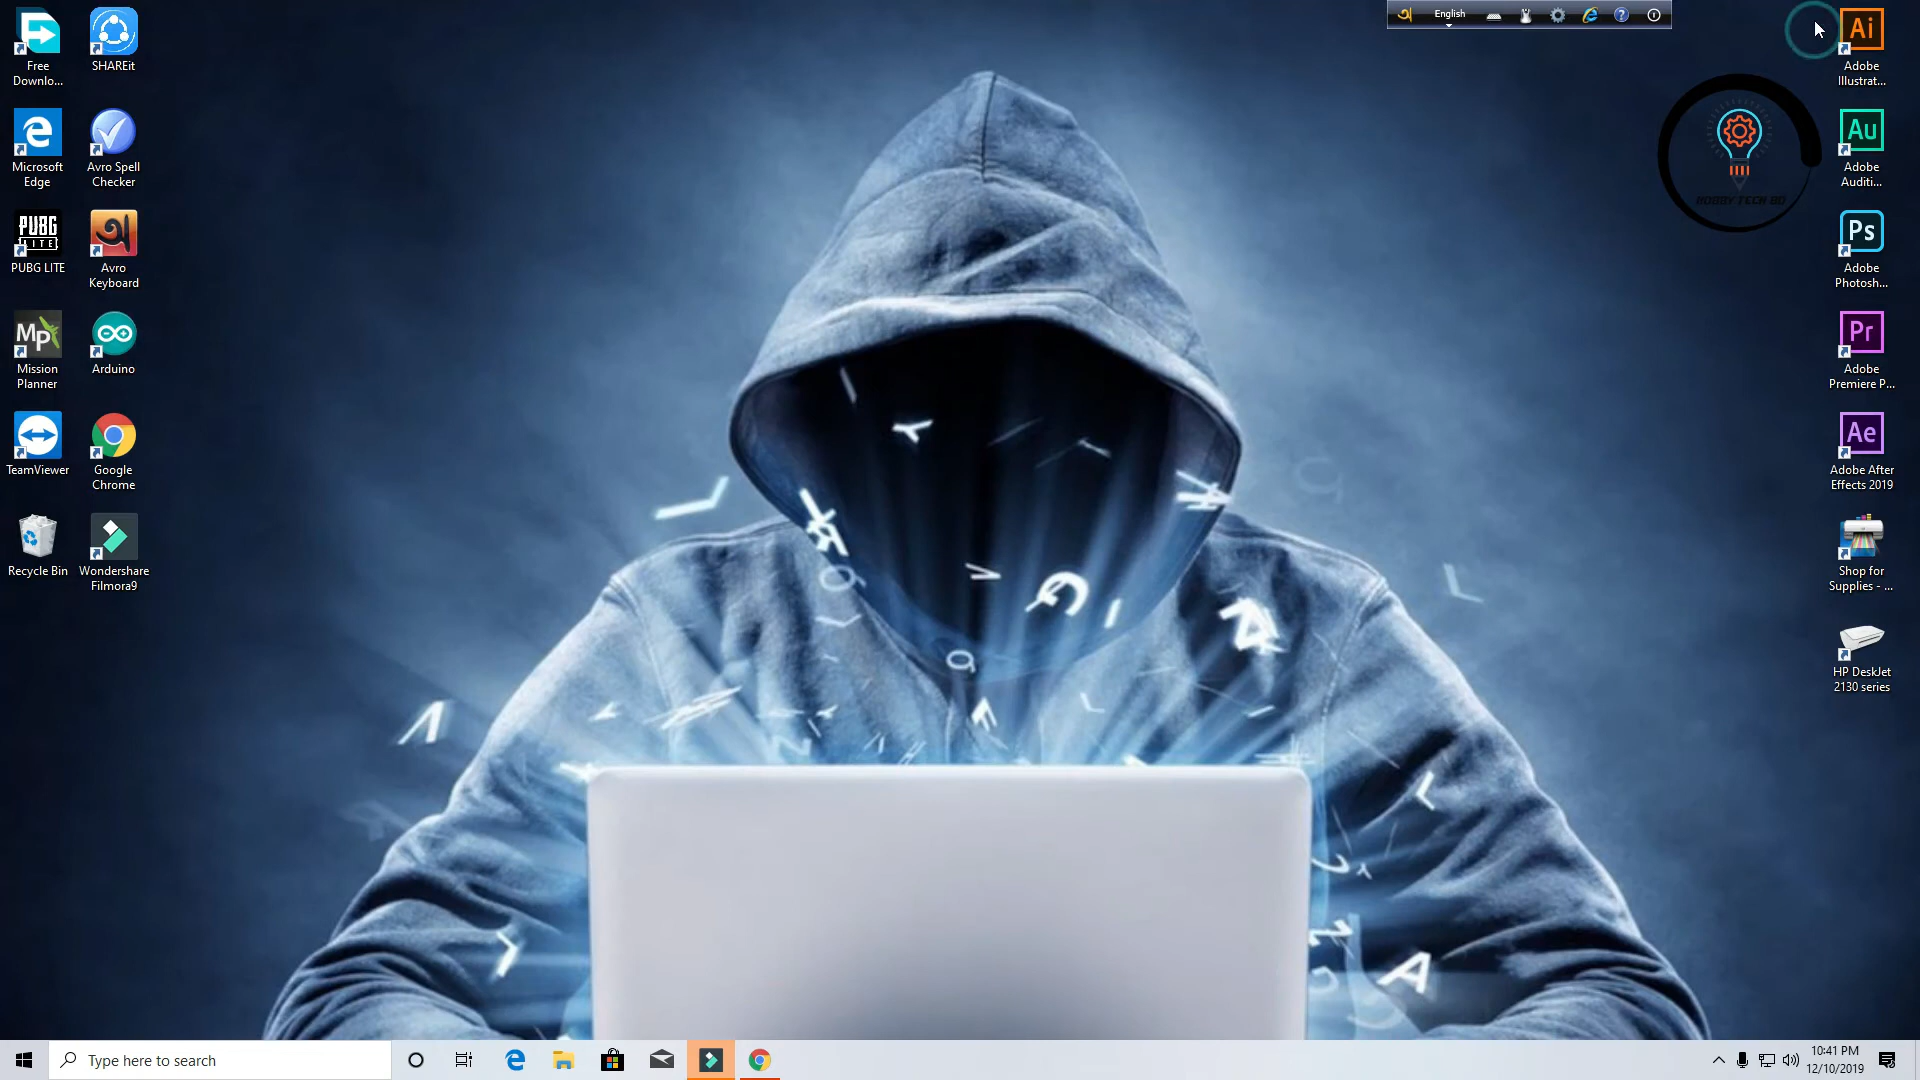 Free
Downlo...
SHAREit
Microsoft
Edge
Avro Spell
Checker
PUBG
LITE
PUBG LITE
অ
Avro
Keyboard
Mp
Mission
Planner
Arduino
TeamViewer
Google
Chrome
Recycle Bin
Wondershare
Filmora9
English
Ai
Adobe
Illustrat...
Au
Adobe
Auditi...
Ps
Adobe
Photosh...
Pr
Adobe
Premiere P...
Ae
Adobe After
Effects 2019
Shop for
Supplies - ...
HP DeskJet
2130 series
ROBBY TECH BD
Type here to search
10:41 PM
12/10/2019